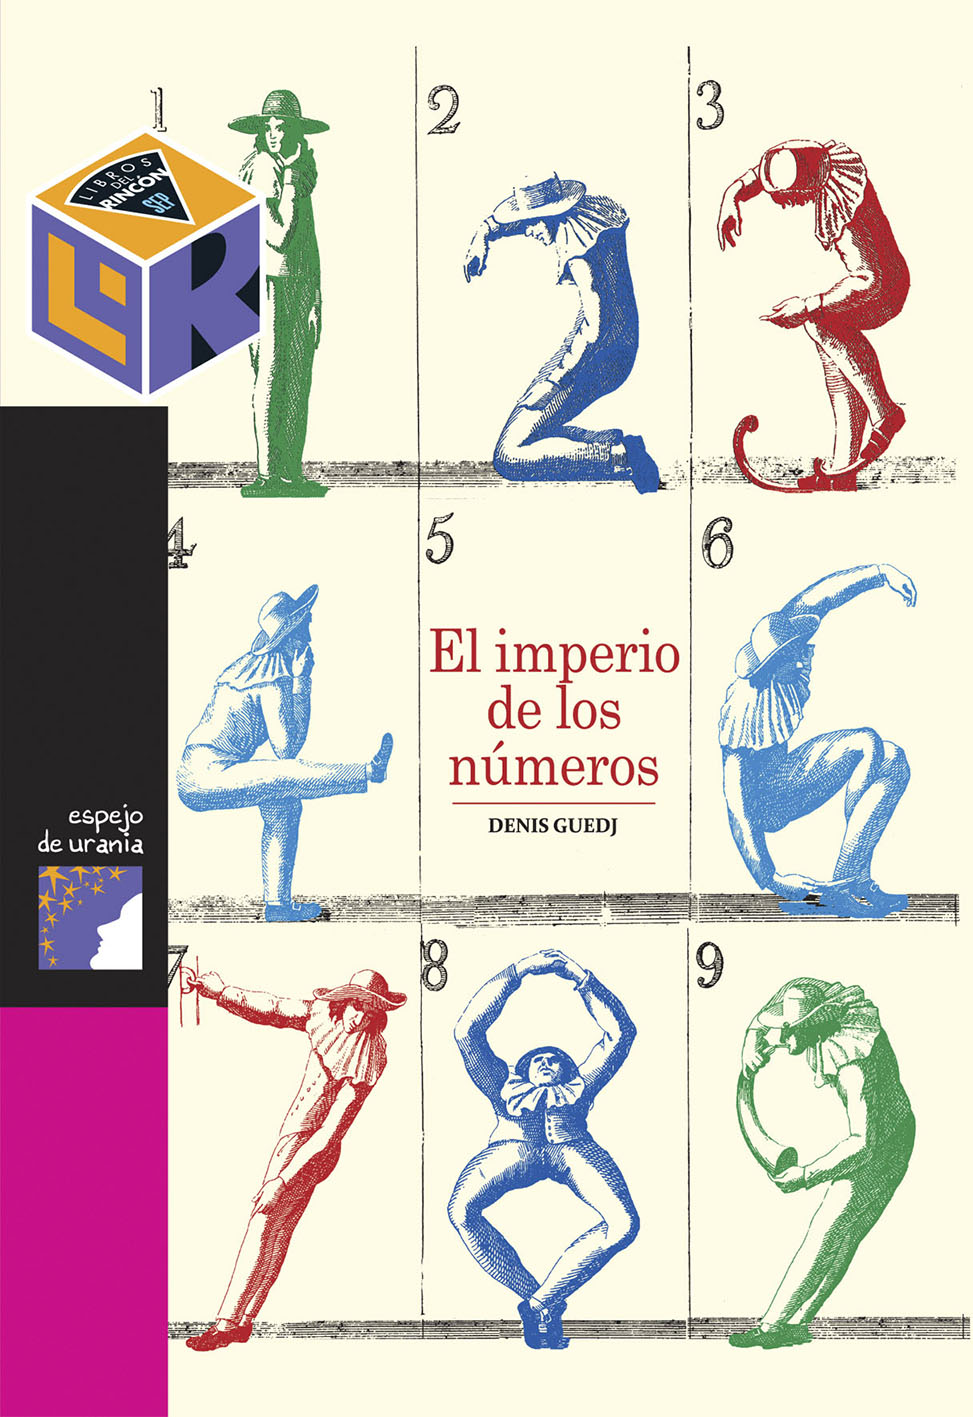 1
2
3
LIBROS
DEL
RINCÓN
SEP
LR
4
5
6
El imperio
de los
números
DENIS GUEDJ
espejo
de urania
7
8
9